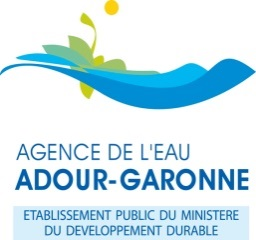 AGENCE DE L'EAU
ADOUR-GARONNE
ETABLISSEMENT PUBLIC DU MINISTERE
DU DEVELOPPEMENT DURABLE